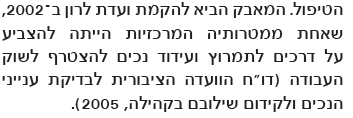 הטיפול. המאבק הביא להקמת ועדת לרון ב־2002,
שאחת ממטרותיה המרכזיות הייתה להצביע
על דרכים לתמרוץ ועידוד נכים להצטרף לשוק
העבודה (דו״ח הוועדה הציבורית לבדיקת ענייני
הנכים ולקידום שילובם בקהילה, 2005).